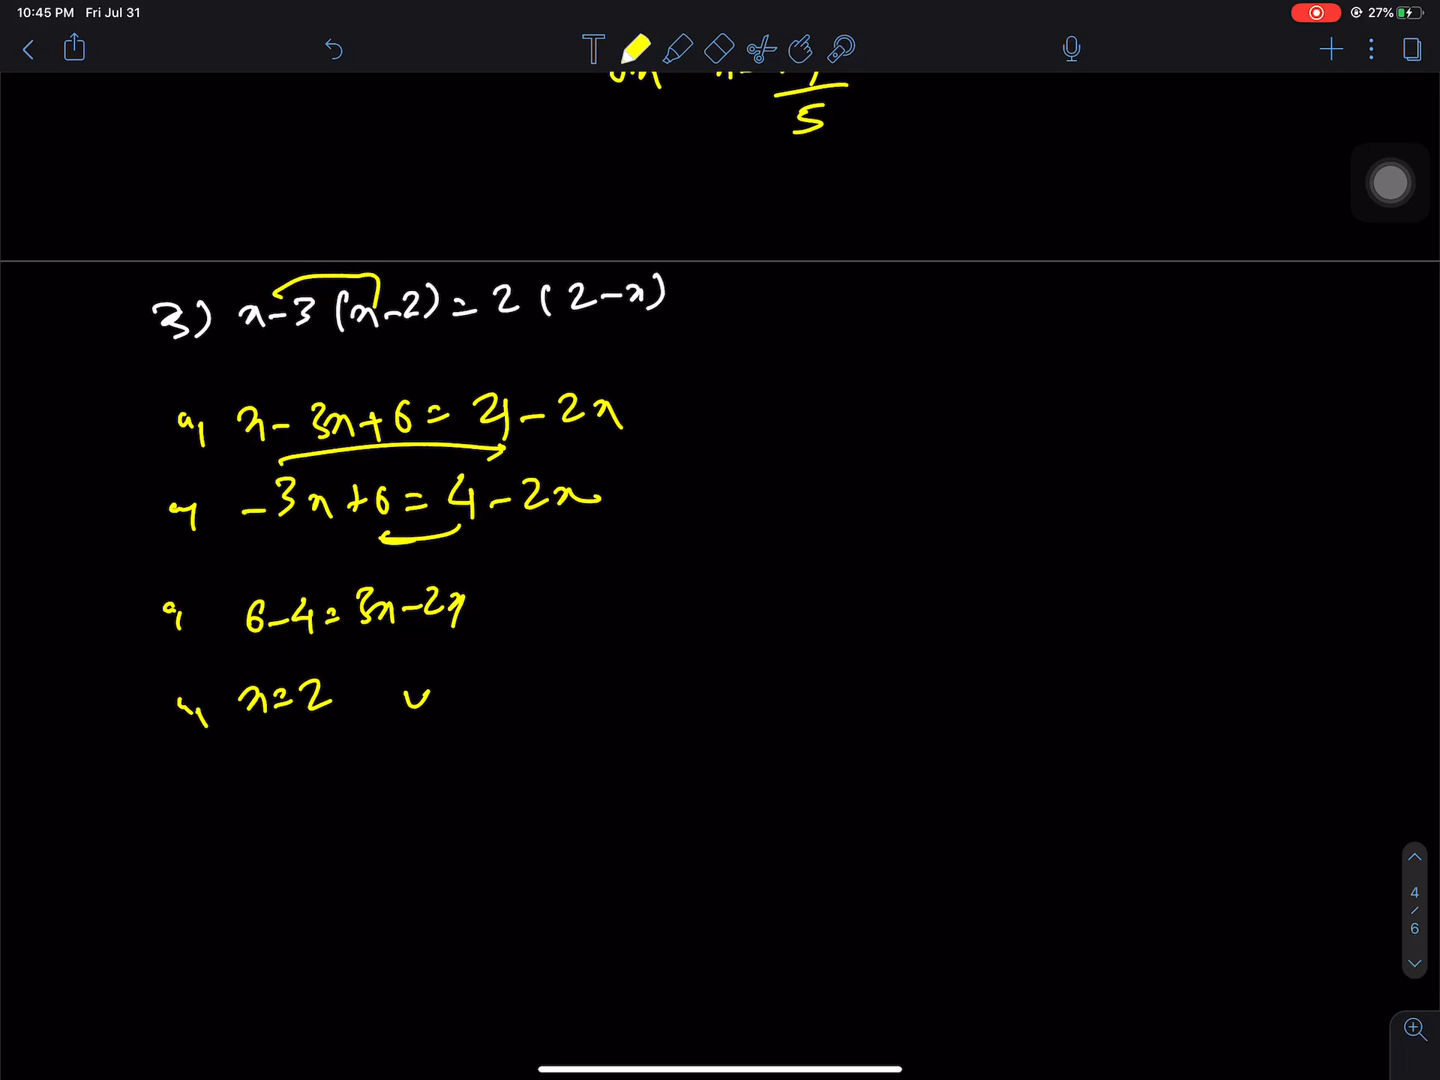 10:45 PM Fri Jul 31
27%
5
3) x-3(x-2)=2(2-x)
x-3x+6=4-2x
-3x+6=4-2x
6-4=3x-2x
x=2
4
/
6